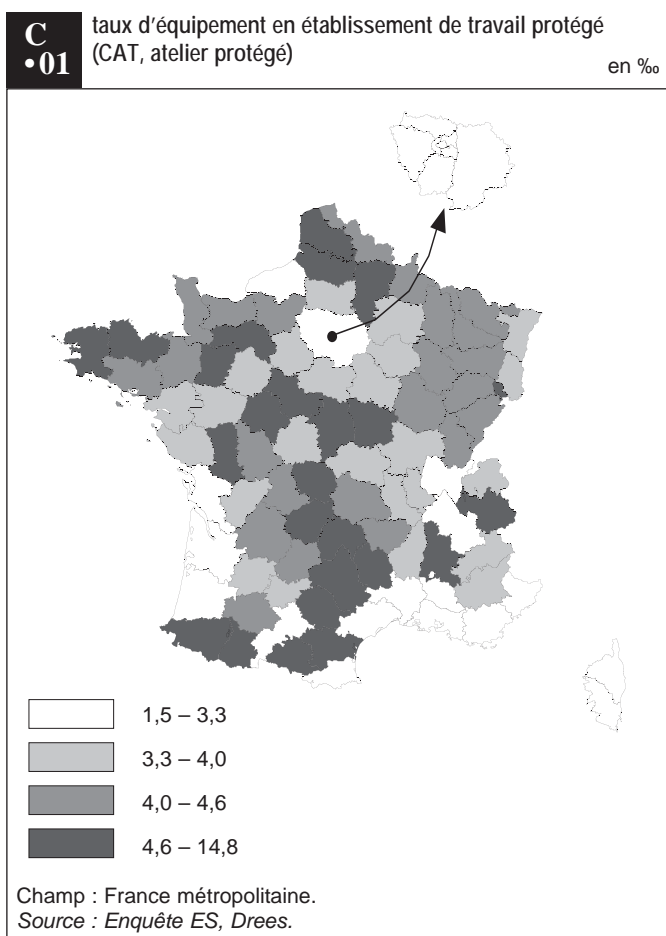 C
•01
taux d'équipement en établissement de travail protégé
(CAT, atelier protégé)
en ‰
1,5 – 3,3
3,3 – 4,0
4,0 – 4,6
4,6 – 14,8
Champ : France métropolitaine.
Source : Enquête ES, Drees.